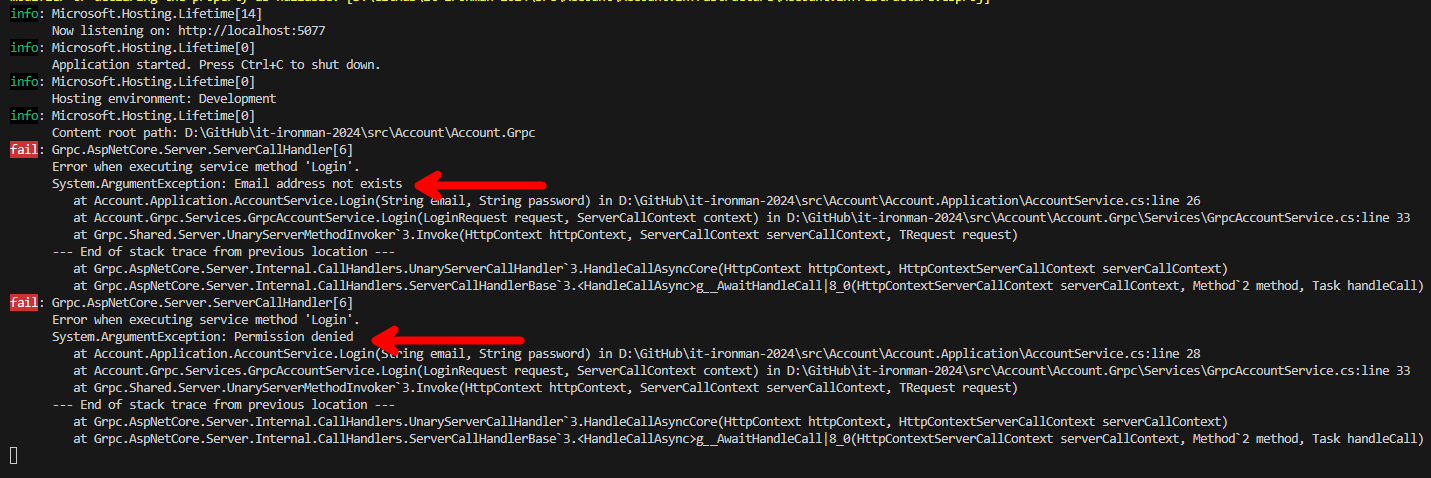 info: Microsoft.Hosting.Lifetime[14]
Now listening on: http://localhost:5077
info: Microsoft.Hosting.Lifetime[0]
Application started. Press Ctrl+C to shut down.
info: Microsoft.Hosting.Lifetime[0]
Hosting environment: Development
info: Microsoft.Hosting.Lifetime[0]
Content root path: D:\GitHub\it-ironman-2024\src\Account\Account.Grpc
fail: Grpc.AspNetCore.Server.ServerCallHandler[6]
Error when executing service method 'Login'.
System.ArgumentException: Email address not exists
at Account.Application.AccountService.Login(String email, String password) in D:\GitHub\it-ironman-2024\src\Account\Account.Application\AccountService.cs:line 26
at Account.Grpc.Services.GrpcAccountService.Login(LoginRequest request, ServerCallContext context) in D:\GitHub\it-ironman-2024\src\Account\Account.Grpc\Services\GrpcAccountService.cs:line 33
at Grpc.Shared.Server.UnaryServerMethodInvoker`3.Invoke(HttpContext httpContext, ServerCallContext serverCallContext, TRequest request)
--- End of stack trace from previous location ---
at Grpc.AspNetCore.Server.Internal.CallHandlers.UnaryServerCallHandler`3.HandleCallAsyncCore(HttpContext httpContext, HttpContextServerCallContext serverCallContext)
at Grpc.AspNetCore.Server.Internal.CallHandlers.ServerCallHandlerBase`3.<HandleCallAsync>g__AwaitHandleCall|8_0(HttpContextServerCallContext serverCallContext, Method`2 method, Task handleCall)
fail: Grpc.AspNetCore.Server.ServerCallHandler[6]
Error when executing service method 'Login'.
System.ArgumentException: Permission denied
at Account.Application.AccountService.Login(String email, String password) in D:\GitHub\it-ironman-2024\src\Account\Account.Application\AccountService.cs:line 28
at Account.Grpc.Services.GrpcAccountService.Login(LoginRequest request, ServerCallContext context) in D:\GitHub\it-ironman-2024\src\Account\Account.Grpc\Services\GrpcAccountService.cs:line 33
at Grpc.Shared.Server.UnaryServerMethodInvoker`3.Invoke(HttpContext httpContext, ServerCallContext serverCallContext, TRequest request)
--- End of stack trace from previous location ---
at Grpc.AspNetCore.Server.Internal.CallHandlers.UnaryServerCallHandler`3.HandleCallAsyncCore(HttpContext httpContext, HttpContextServerCallContext serverCallContext)
at Grpc.AspNetCore.Server.Internal.CallHandlers.ServerCallHandlerBase`3.<HandleCallAsync>g__AwaitHandleCall|8_0(HttpContextServerCallContext serverCallContext, Method`2 method, Task handleCall)